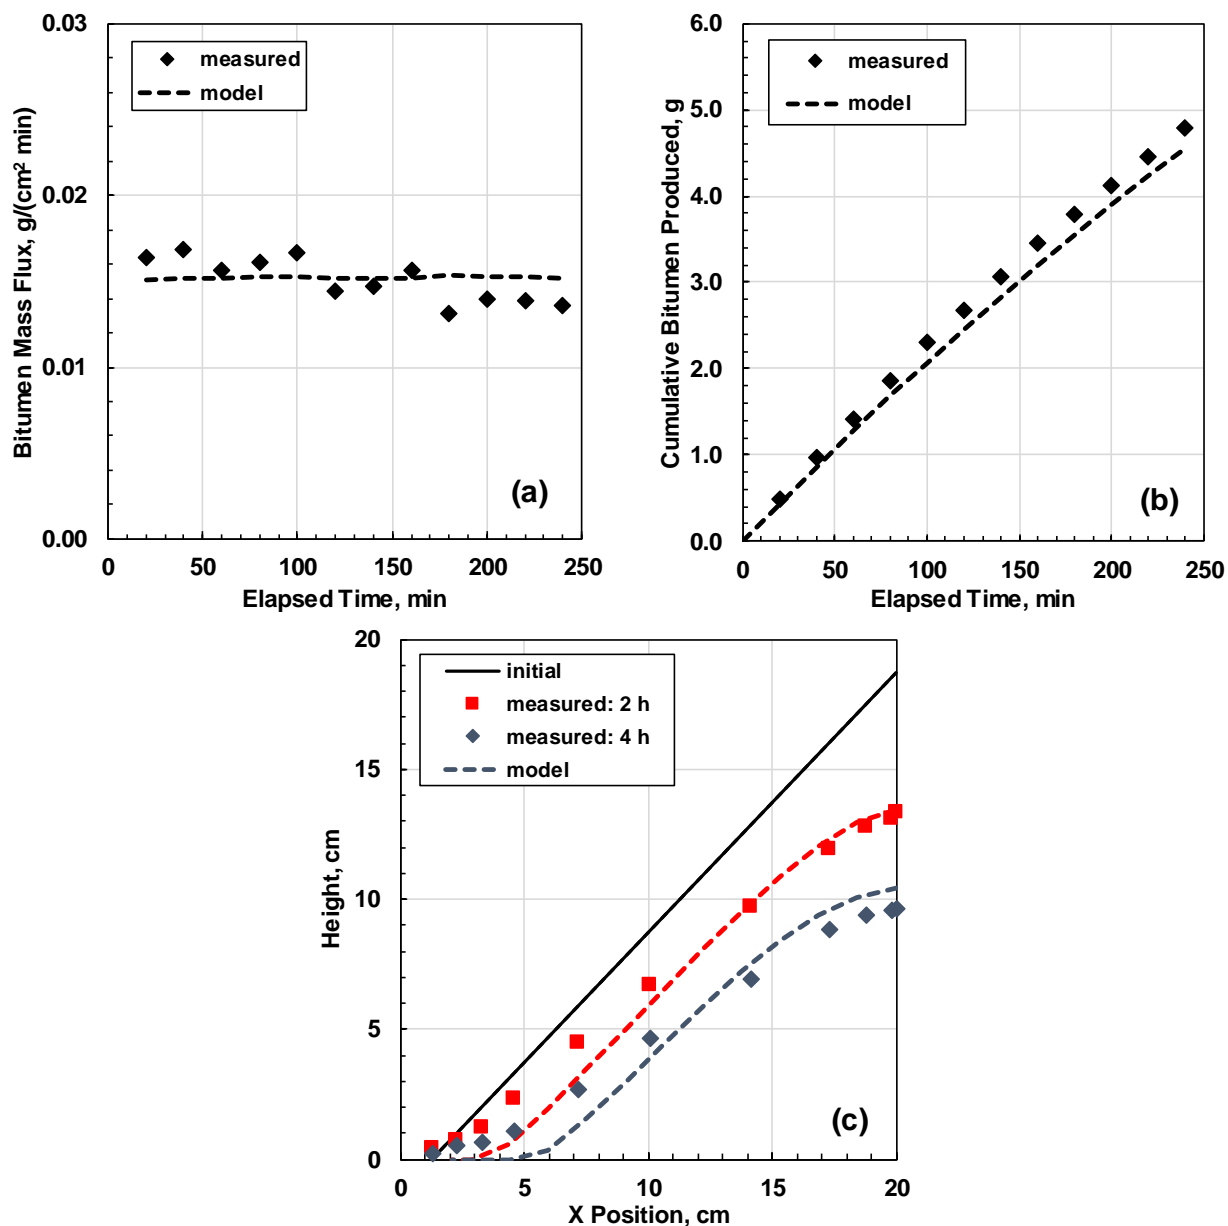 0.03
0.02
0.01
0.00
Bitumen Mass Flux, g/(cm² min)
measured
model
(a)
0
50
100
150
200
250
Elapsed Time, min
6.0
5.0
4.0
3.0
2.0
1.0
0.0
Cumulative Bitumen Produced, g
measured
model
(b)
0
50
100
150
200
250
Elapsed Time, min
20
15
10
5
0
Height, cm
initial
measured: 2 h
measured: 4 h
model
(c)
0
5
10
15
20
X Position, cm